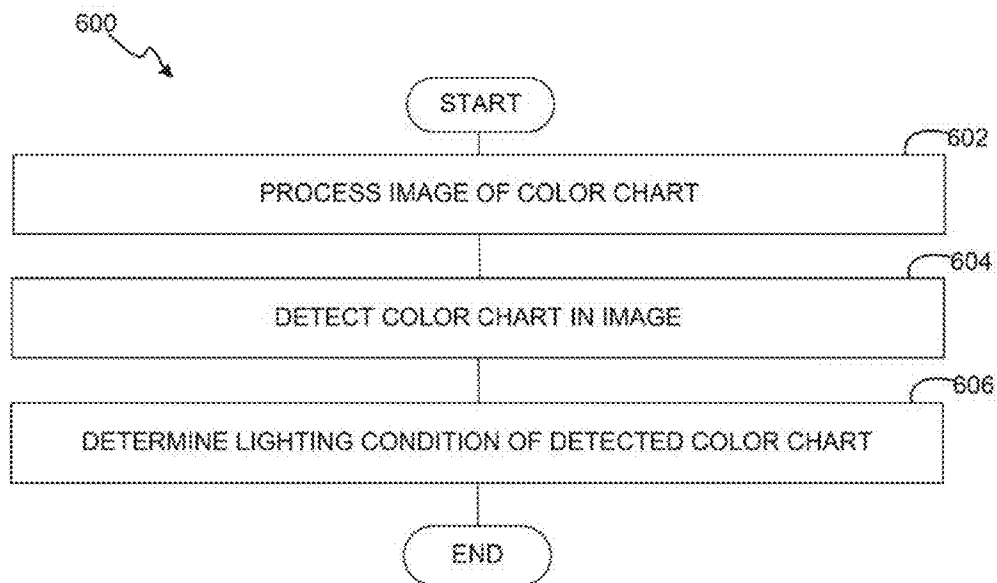 600
START
602
PROCESS IMAGE OF COLOR CHART
604
DETECT COLOR CHART IN IMAGE
606
DETERMINE LIGHTING CONDITION OF DETECTED COLOR CHART
END